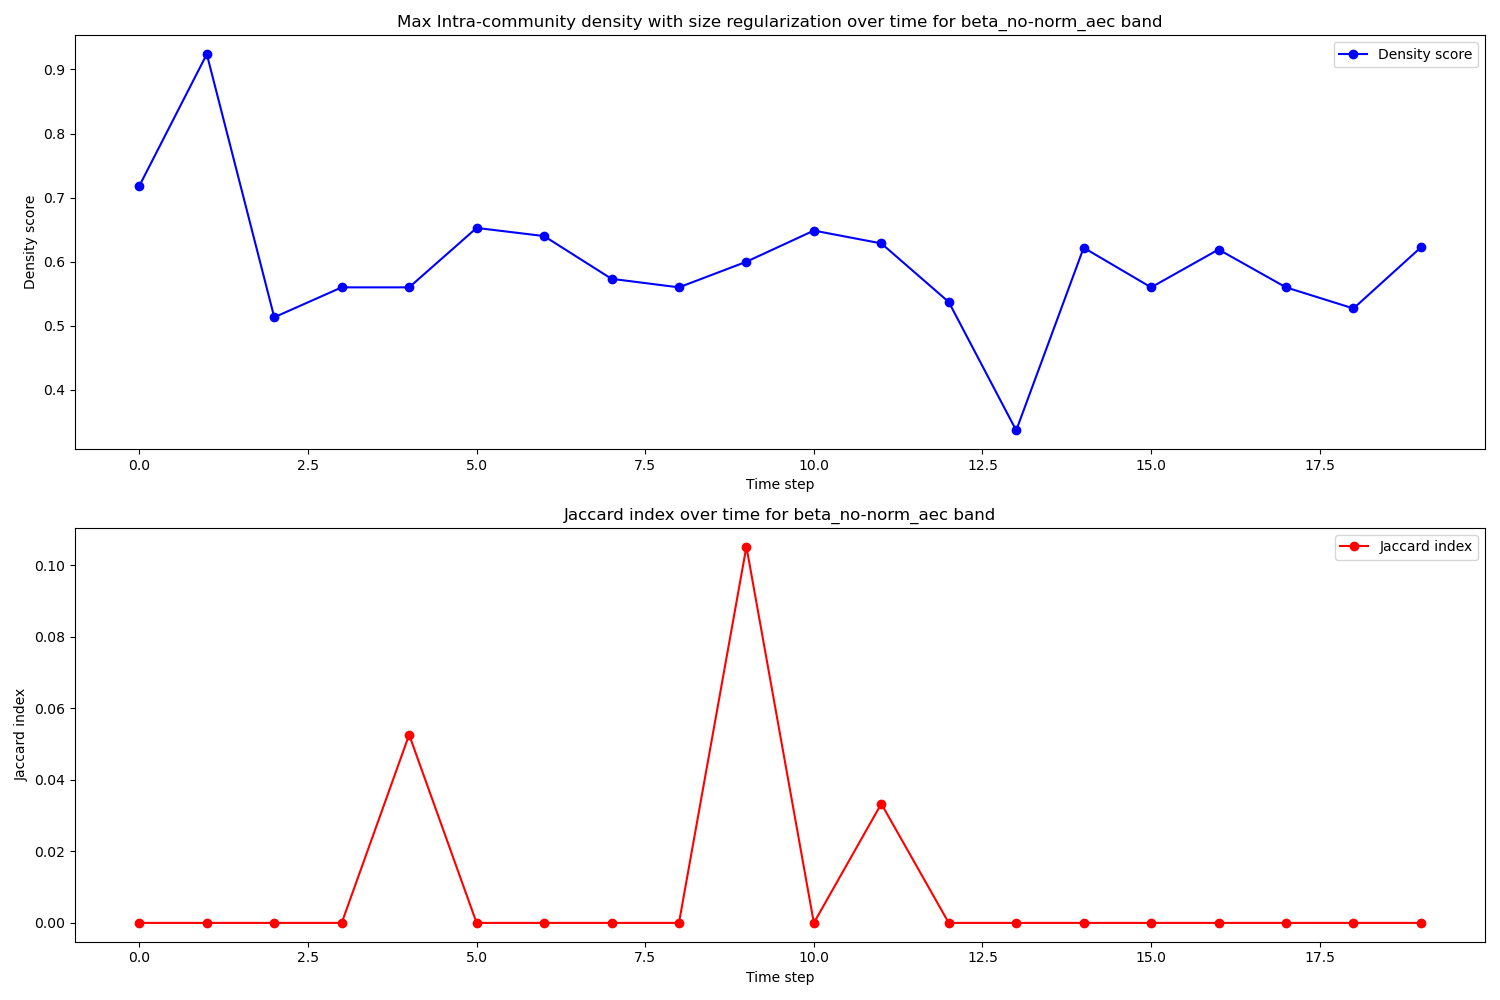 Max Intra-community density with size regularization over time for beta_no-norm_aec band
Density score
0.9
0.8
0.7
0.6
0.5
0.4
Density score
0.0 2.5 5.0 7.5 10.0 12.5 15.0 17.5
Time step
Jaccard index over time for beta_no-norm_aec band
Jaccard index
0.10
0.08
0.06
0.04
0.02
0.00
Jaccard index
0.0 2.5 5.0 7.5 10.0 12.5 15.0 17.5
Time step